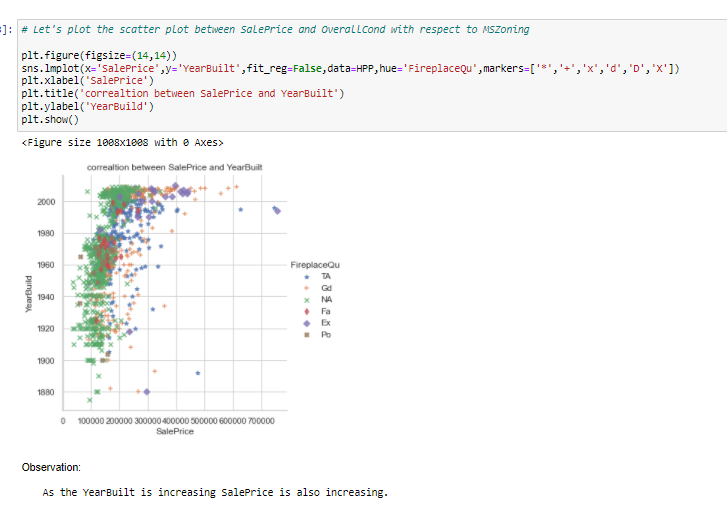 ]: # Let's plot the scatter plot between SalePrice and OverallCond with respect to MSZoning
plt.figure(figsize=(14,14))
sns.lmplot(x='SalePrice',y='YearBuilt',fit_reg=False,data=HPP,hue='FireplaceQu',markers=['*','+','x','d','D','X'])
plt.xlabel('SalePrice')
plt.title('correaltion between SalePrice and YearBuilt')
plt.ylabel('YearBuild')
plt.show()
<Figure size 1008x1008 with 0 Axes>
correaltion between SalePrice and YearBuilt
2000
1980
1960
1940
1920
1900
1880
YearBuild
0 100000 200000 300000 400000 500000 600000 700000
SalePrice
FireplaceQu
TA
Gd
NA
Fa
Ex
Po
Observation:
As the YearBuilt is increasing SalePrice is also increasing.